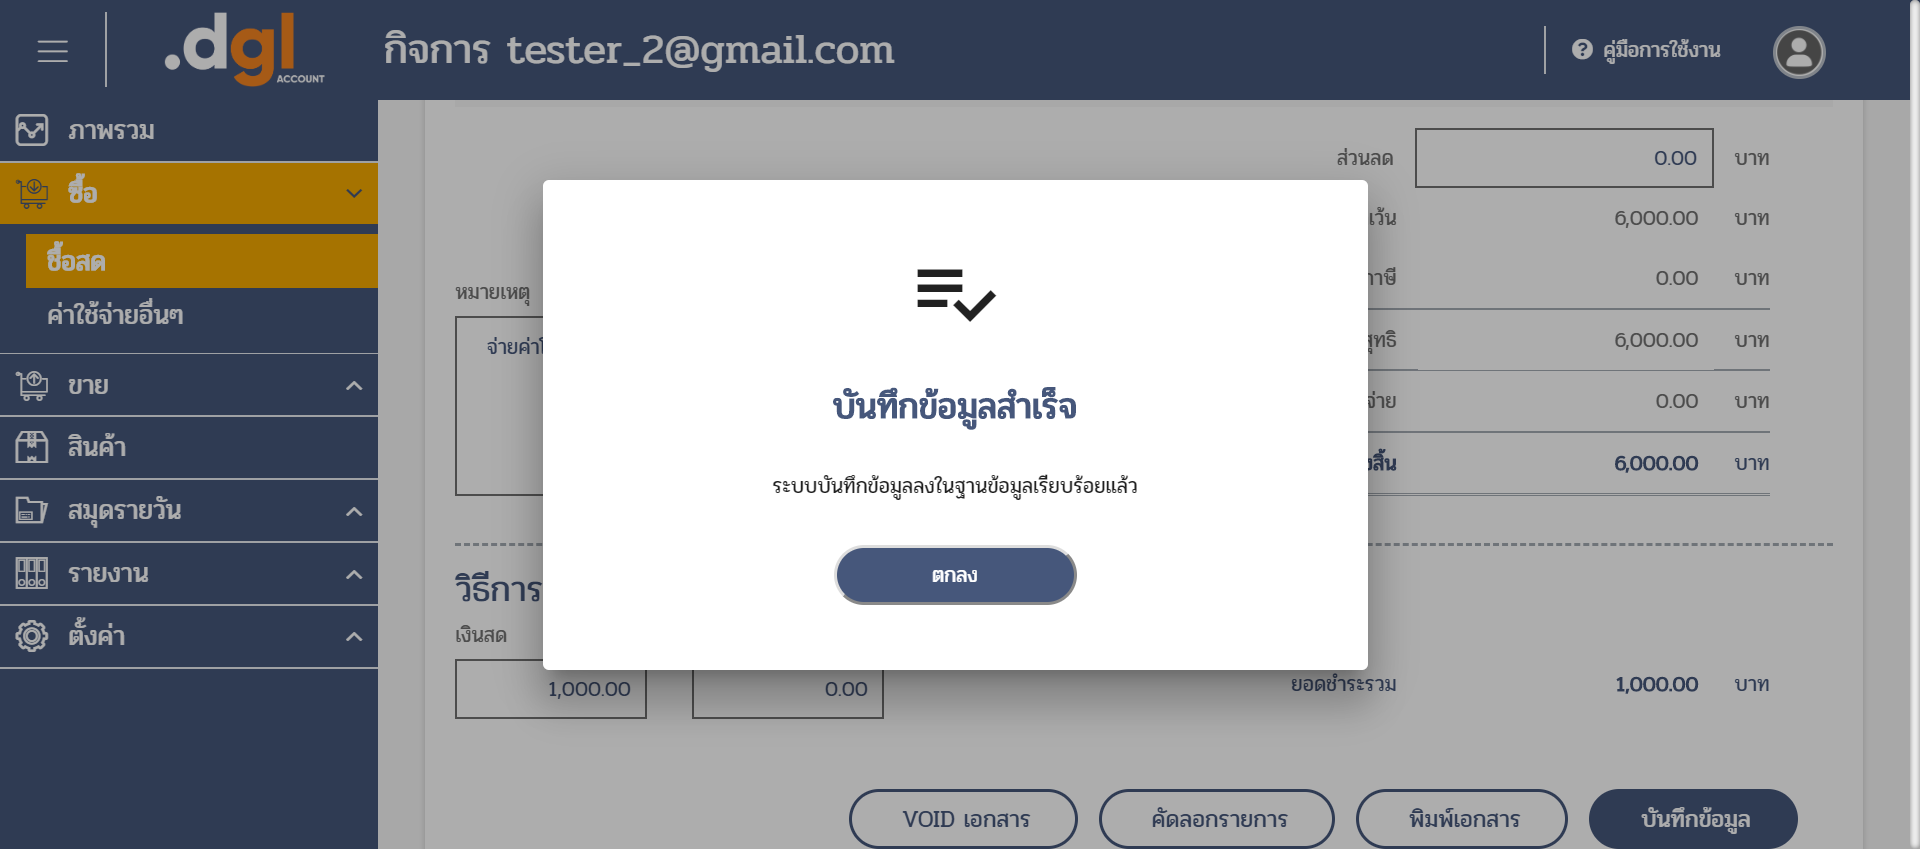 .dgl ACCOUNT
กิจการ tester_2@gmail.com
คู่มือการใช้งาน
ภาพรวม
ซื้อ
ซื้อสด
ค่าใช้จ่ายอื่นๆ
ขาย
สินค้า
สมุดรายวัน
รายงาน
ตั้งค่า
ส่วนลด 0.00 บาท
เว้น 6,000.00 บาท
ภาษี 0.00 บาท
สุทธิ 6,000.00 บาท
จ่าย 0.00 บาท
สิ้น 6,000.00 บาท
หมายเหตุ
จ่ายค่า
บันทึกข้อมูลสำเร็จ
ระบบบันทึกข้อมูลลงในฐานข้อมูลเรียบร้อยแล้ว
ตกลง
วิธีการ
เงินสด
1,000.00 0.00
ยอดชำระรวม 1,000.00 บาท
VOID เอกสาร
คัดลอกรายการ
พิมพ์เอกสาร
บันทึกข้อมูล